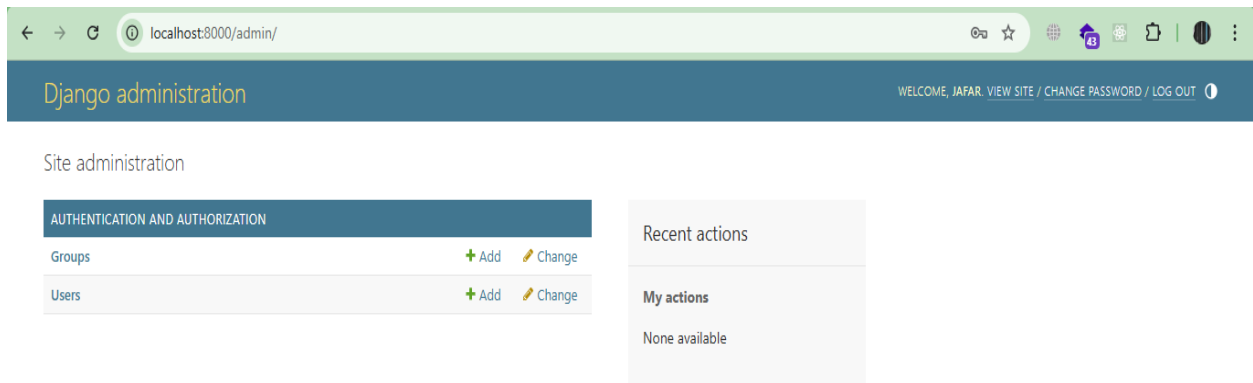 localhost:8000/admin/
43
Django administration
WELCOME, JAFAR. VIEW SITE / CHANGE PASSWORD / LOG OUT
Site administration
AUTHENTICATION AND AUTHORIZATION
Groups Add Change
Users Add Change
Recent actions
My actions
None available